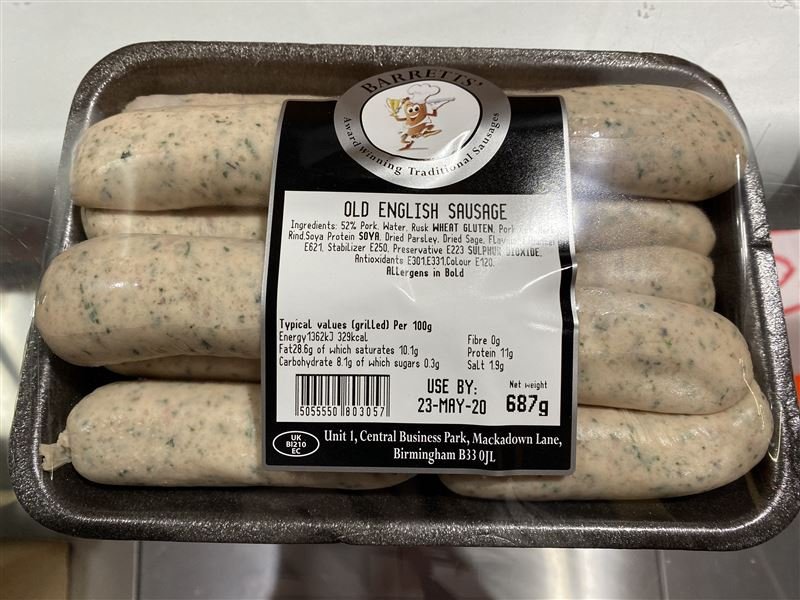 BARRETTS'
Award Winning Traditional Sausages
OLD ENGLISH SAUSAGE
Ingredients: 52% Pork, Water, Rusk WHEAT GLUTEN, Pork
Rind,Soya Protein SOYA, Dried Parsley, Dried Sage,
E621, Stabilizer E250, Preservative E223 SULPHUR DIOXIDE,
Antioxidants E301,E331,Colour E120.
Allergens in Bold
Typical values (grilled) Per 100g
Energy1362kJ 329kcal
Fat28.6g of which saturates 10.1g
Carbohydrate 8.1g of which sugars 0.3g
Fibre 0g
Protein 11g
Salt 1.9g
5055550 803057
USE BY:
23-MAY-20
Net weight
687g
UK
BI210
EC
Unit 1, Central Business Park, Mackadown Lane,
Birmingham B33 0JL